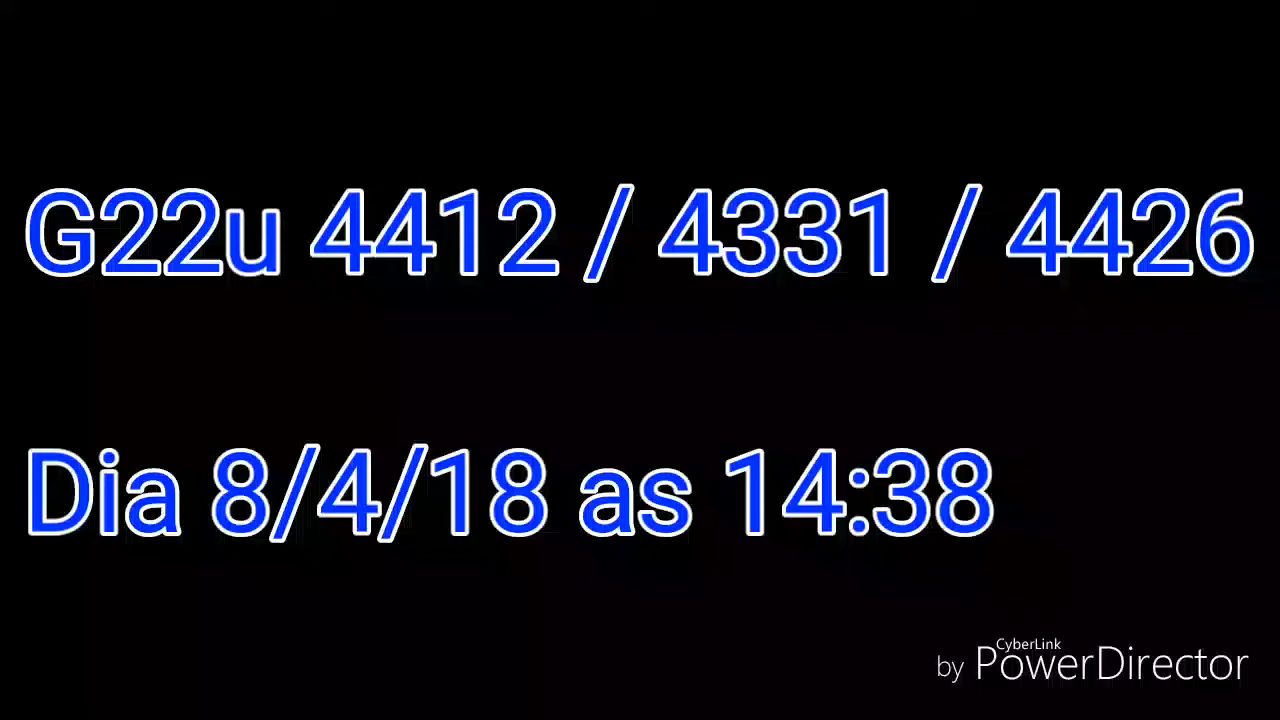 G22u 4412 / 4331 / 4426
Dia 8/4/18 as 14:38
CyberLink
by PowerDirector